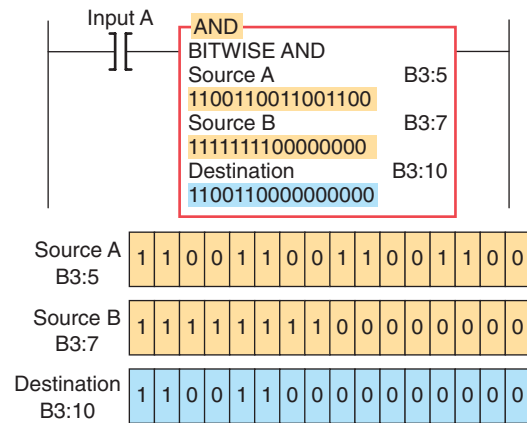 Input A
AND
BITWISE AND
Source A B3:5
1100110011001100
Source B B3:7
1111111100000000
Destination B3:10
1100110000000000
Source A
B3:5
1 1 0 0 1 1 0 0 1 1 0 0 1 1 0 0
Source B
B3:7
1 1 1 1 1 1 1 1 0 0 0 0 0 0 0 0
Destination
B3:10
1 1 0 0 1 1 0 0 0 0 0 0 0 0 0 0